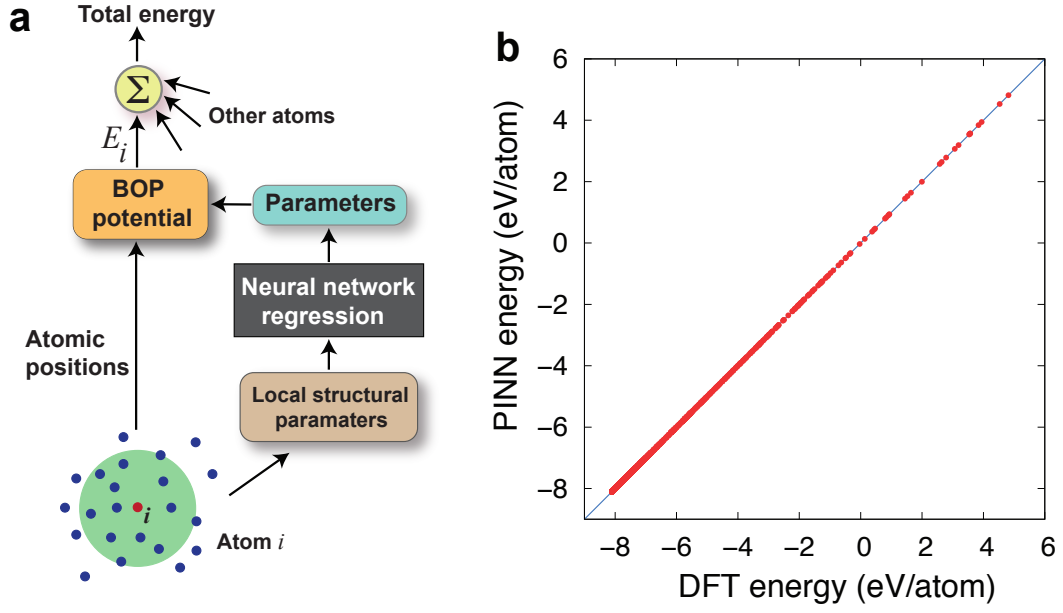 a
Total energy
Σ
Other atoms
E_i
BOP
potential
Parameters
Neural network
regression
Atomic
positions
Local structural
paramaters
i
Atom i
b
PINN energy (eV/atom)
6
4
2
0
−2
−4
−6
−8
−8 −6 −4 −2 0 2 4 6
DFT energy (eV/atom)